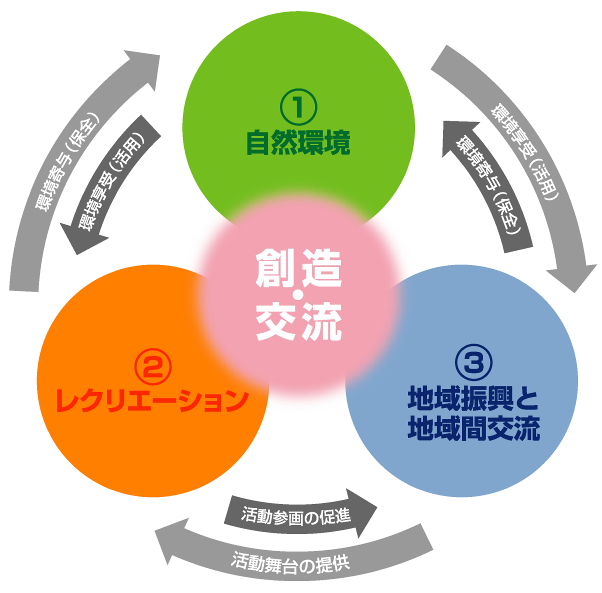 ①
自然環境
環境寄与（保全）
環境享受（活用）
環境享受（活用）
環境寄与（保全）
創造
・
交流
②
レクリエーション
③
地域振興と
地域間交流
活動参画の促進
活動舞台の提供